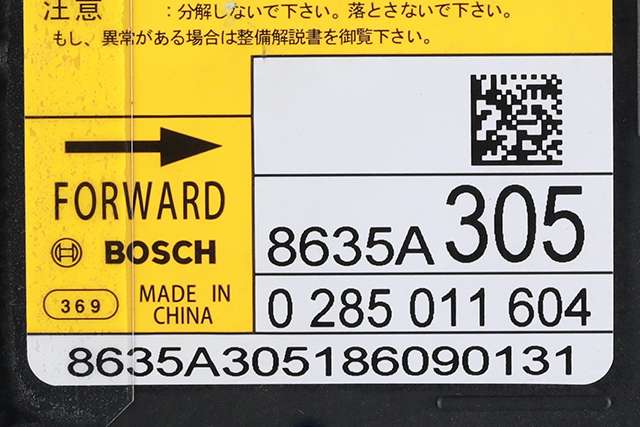 注意 :分解しないで下さい。落とさないで下さい。
もし、異常がある場合は整備解説書を御覧下さい。
FORWARD
BOSCH
8635A 305
369
MADE IN
CHINA
0 285 011 604
8635A305186090131